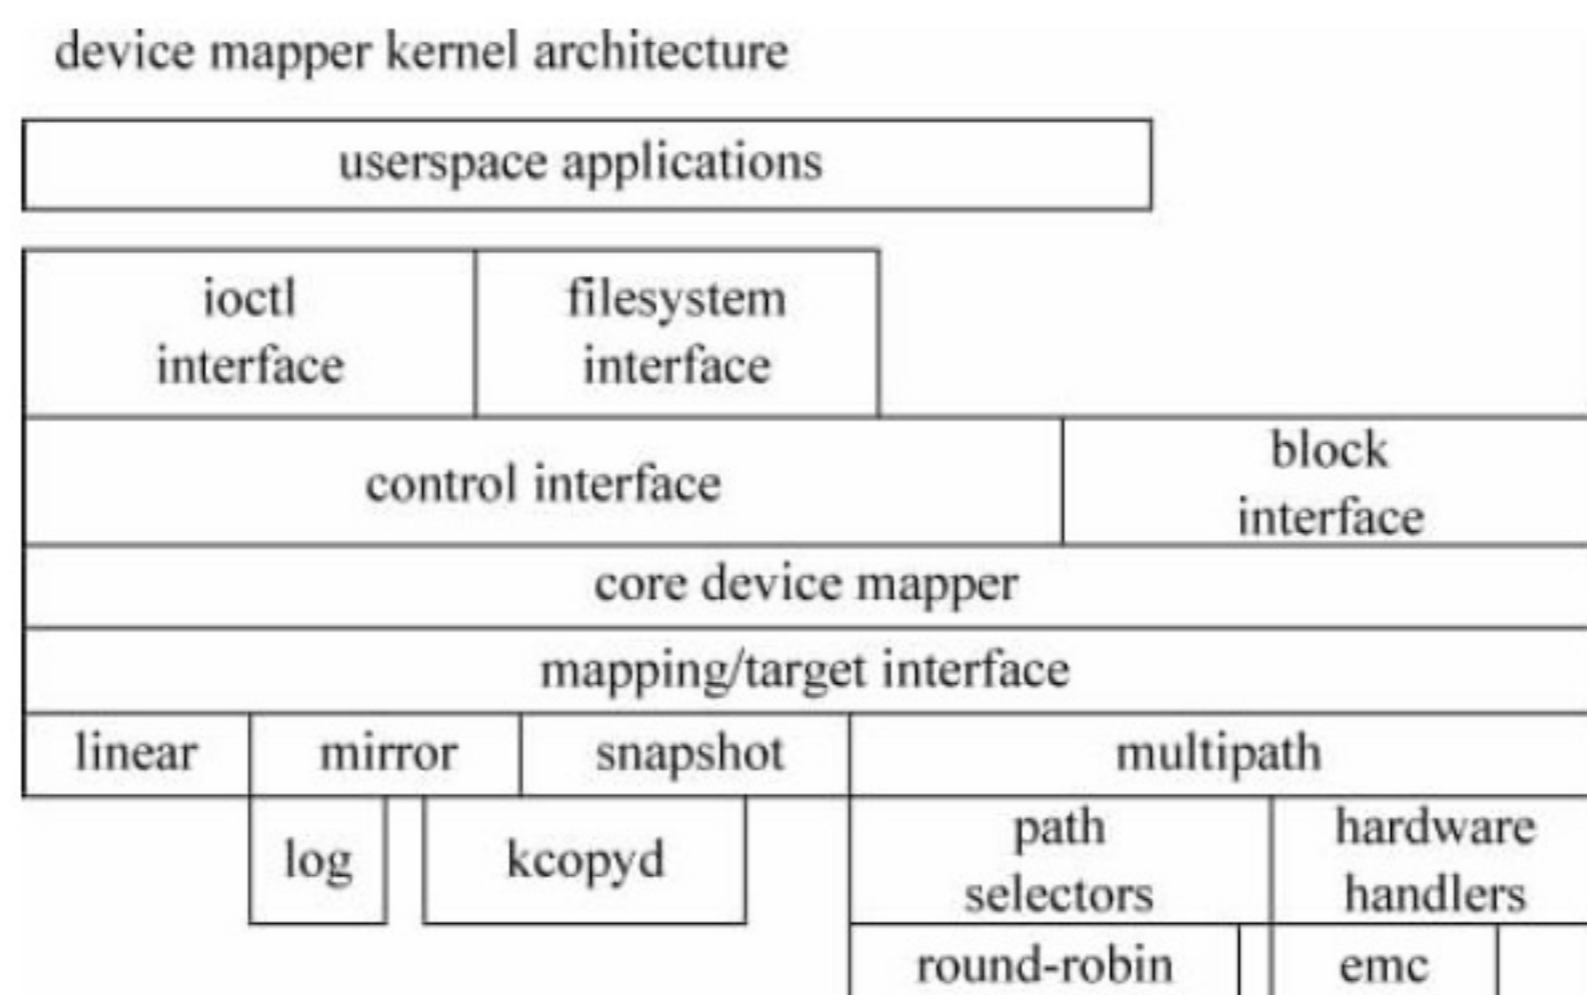 device mapper kernel architecture
userspace applications
ioctl
interface
filesystem
interface
control interface
block
interface
core device mapper
mapping/target interface
linear
mirror
snapshot
multipath
log
kcopyd
path
selectors
hardware
handlers
round-robin
emc